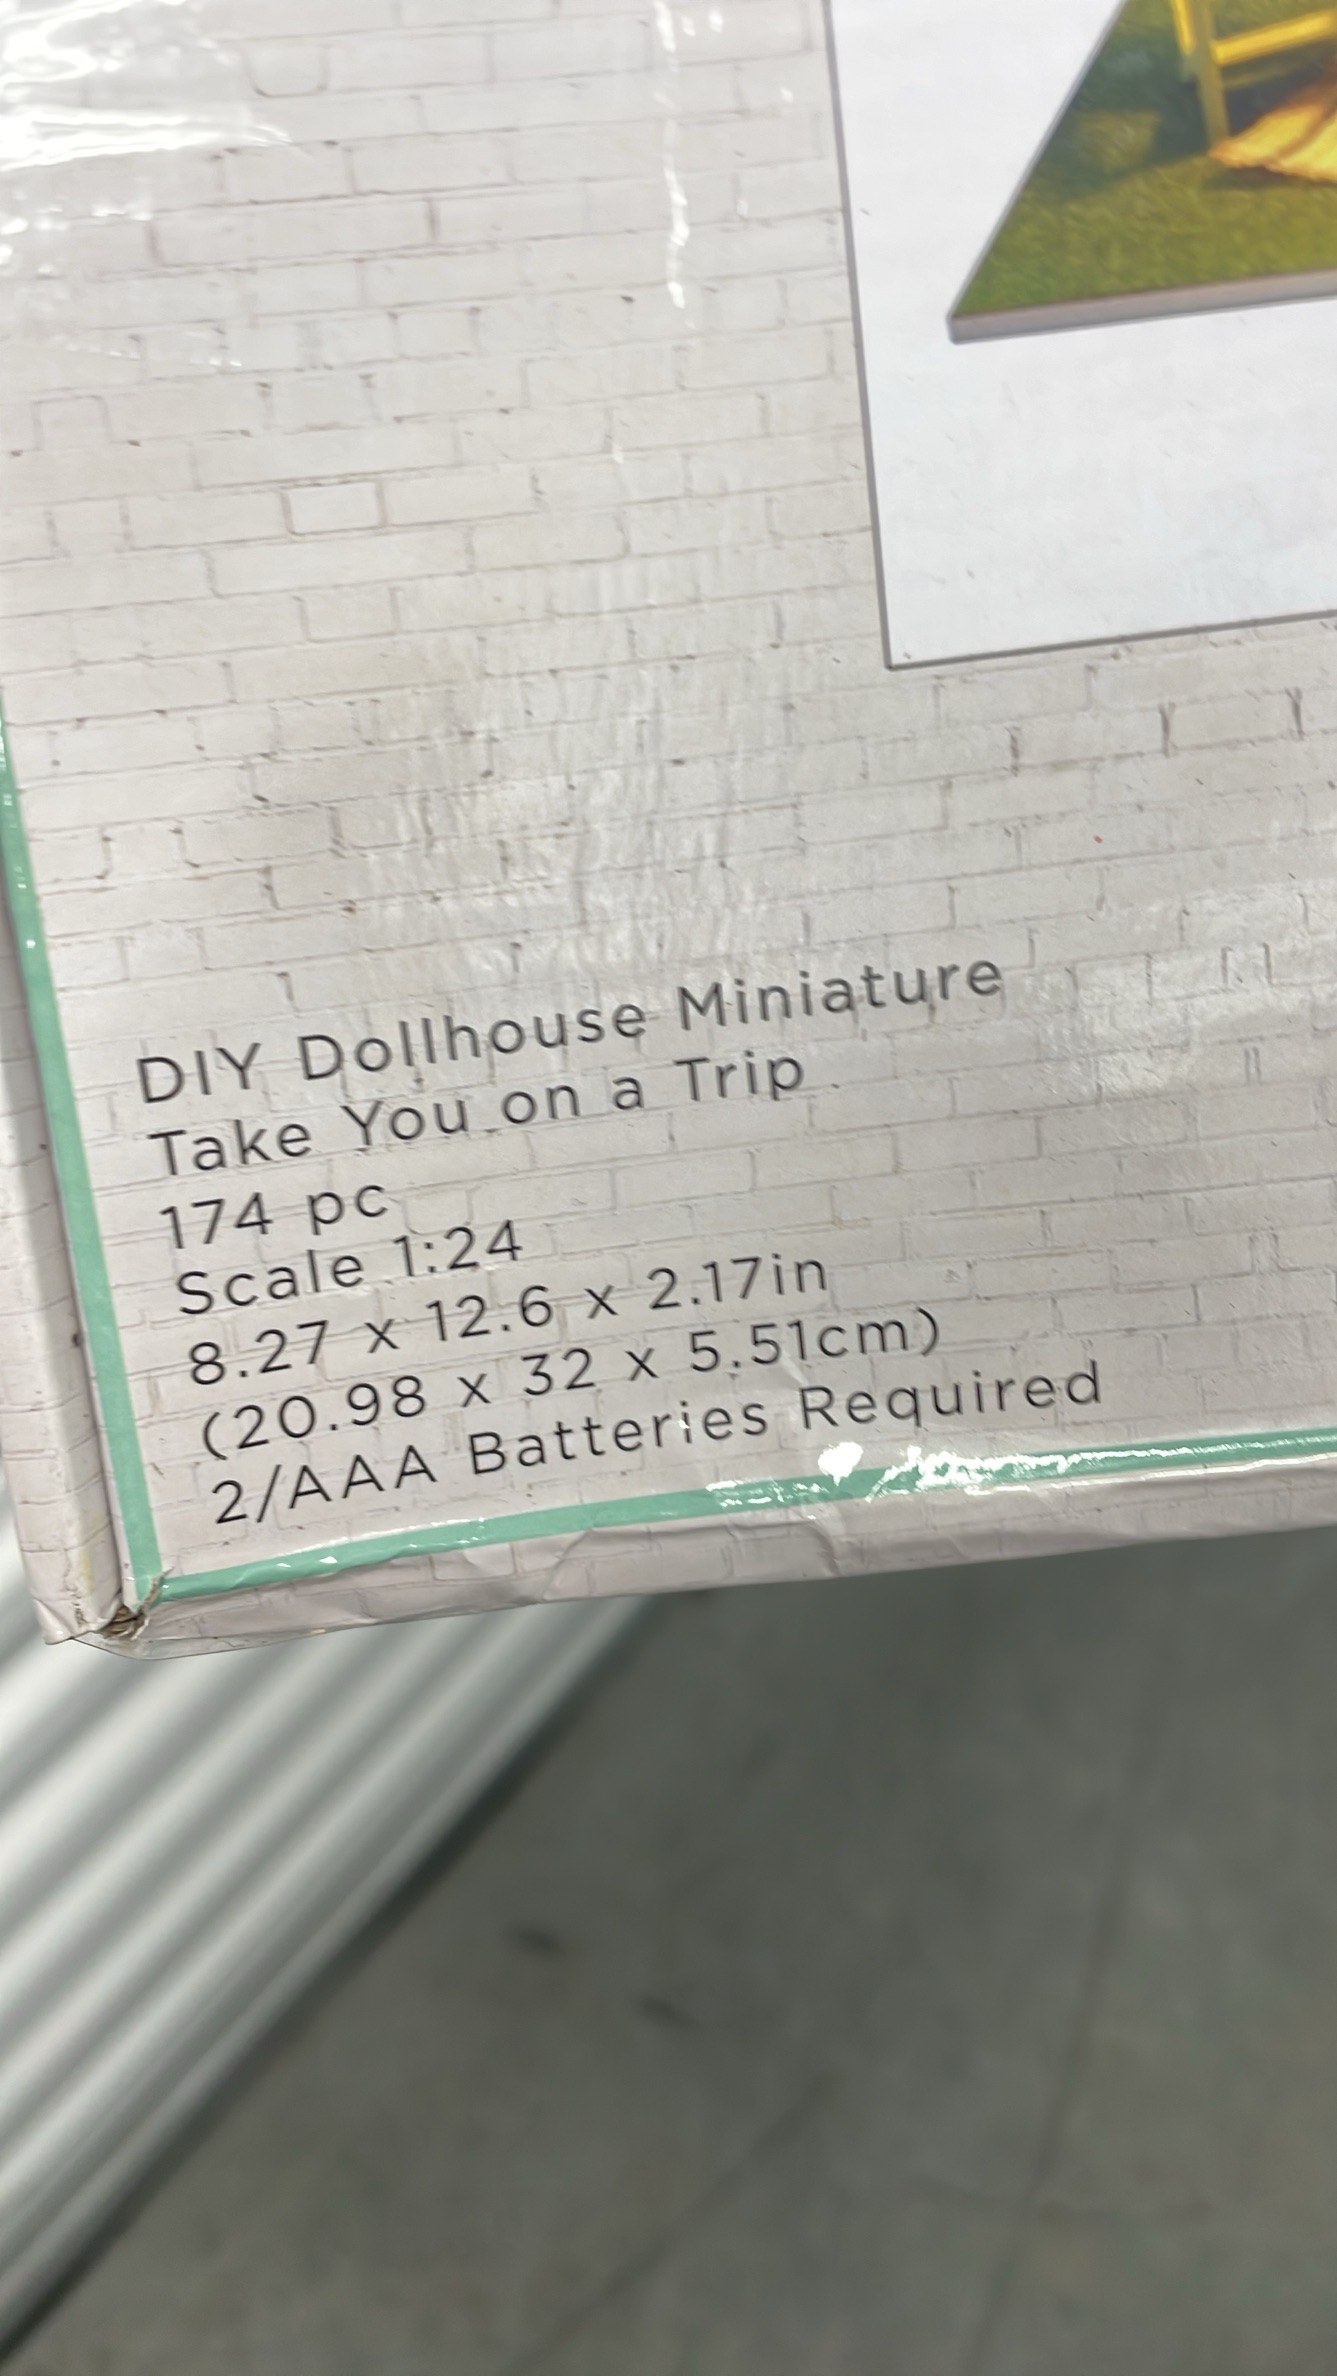 DIY Dollhouse Miniature
Take You on a Trip
174 pc
Scale 1:24
8.27 x 12.6 x 2.17in
(20.98 x 32 x 5.51cm)
2/AAA Batteries Required